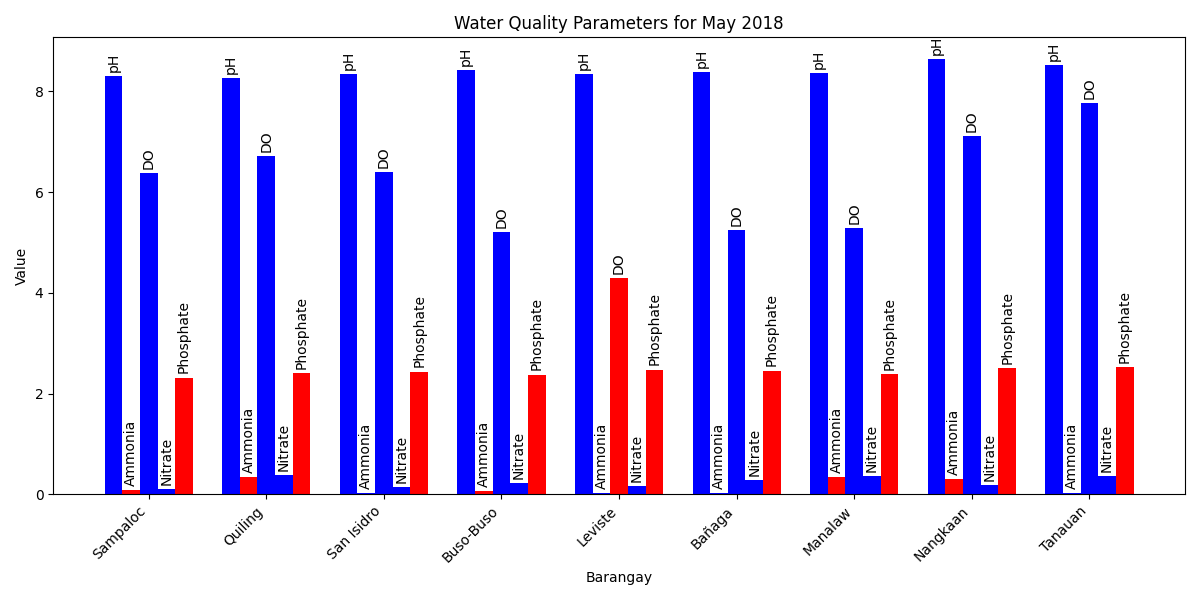 Water Quality Parameters for May 2018
Value
8
6
4
2
0
pH
Ammonia
DO
Nitrate
Phosphate
pH
Ammonia
DO
Nitrate
Phosphate
pH
Ammonia
DO
Nitrate
Phosphate
pH
Ammonia
DO
Nitrate
Phosphate
pH
Ammonia
DO
Nitrate
Phosphate
pH
Ammonia
DO
Nitrate
Phosphate
pH
Ammonia
DO
Nitrate
Phosphate
pH
Ammonia
DO
Nitrate
Phosphate
pH
Ammonia
DO
Nitrate
Phosphate
Sampaloc
Quiling
San Isidro
Buso-Buso
Leviste
Bañaga
Manalaw
Nangkaan
Tanauan
Barangay